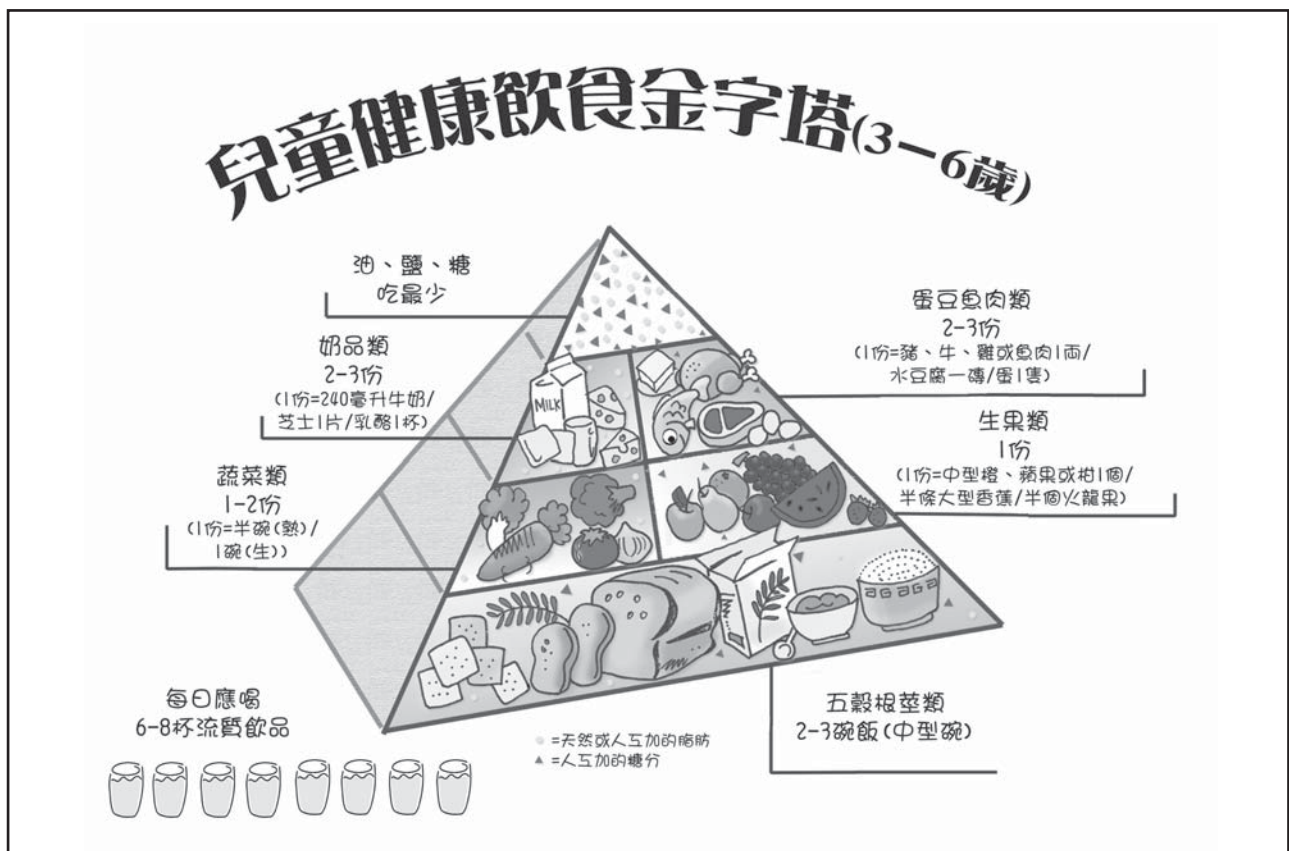 兒童健康飲食金字塔(3-6歲)
油、鹽、糖
吃最少
奶品類
2-3份
(1份=240毫升牛奶/
芝士1片/乳酪1杯)
蔬菜類
1-2份
(1份=半碗(熟)/
1碗(生))
蛋豆魚肉類
2-3份
(1份=豬、牛、雞或魚肉1兩/
水豆腐一磚/蛋1隻)
生果類
1份
(1份=中型橙、蘋果或柑1個/
半條大型香蕉/半個火龍果)
MILK
五穀根莖類
2-3碗飯(中型碗)
每日應喝
6-8杯流質飲品
=天然或人工加的脂肪
=人工加的糖分